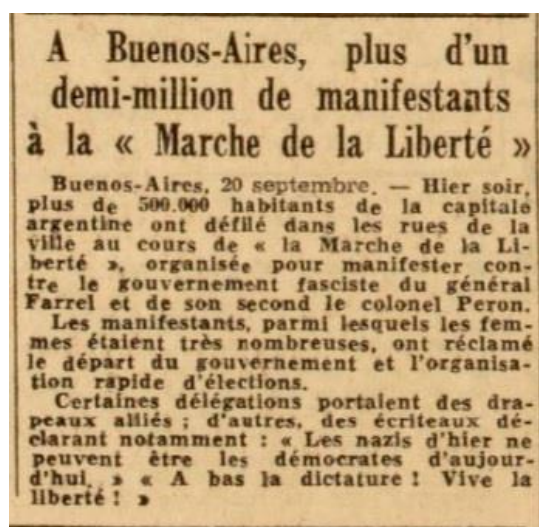 A Buenos-Aires, plus d'un
demi-million de manifestants
à la « Marche de la Liberté »
Buenos-Aires, 20 septembre. — Hier soir,
plus de 500.000 habitants de la capitale
argentine ont défilé dans les rues de la
ville au cours de « la Marche de la Li-
berté », organisée pour manifester con-
tre le gouvernement fasciste du général
Farrel et de son second le colonel Peron.
Les manifestants, parmi lesquels les fem-
mes étaient très nombreuses, ont réclamé
le départ du gouvernement et l'organisa-
tion rapide d'élections.
Certaines délégations portaient des dra-
peaux alliés ; d'autres, des écriteaux dé-
clarant notamment : « Les nazis d'hier ne
peuvent être les démocrates d'aujour-
d'hui. » « A bas la dictature ! Vive la
liberté ! »